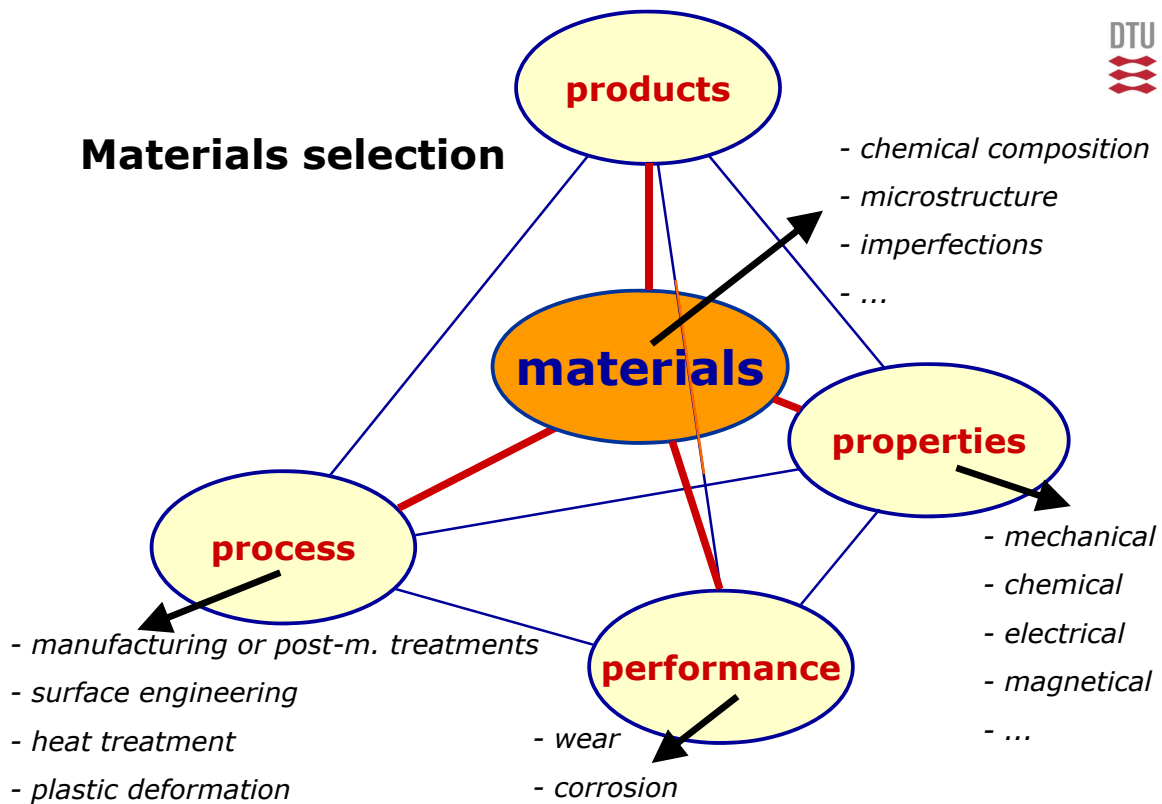 DTU
products
Materials selection
- chemical composition
- microstructure
- imperfections
- ...
materials
properties
process
- mechanical
- chemical
- electrical
- magnetical
- ...
- manufacturing or post-m. treatments
- surface engineering
- heat treatment
- plastic deformation
performance
- wear
- corrosion